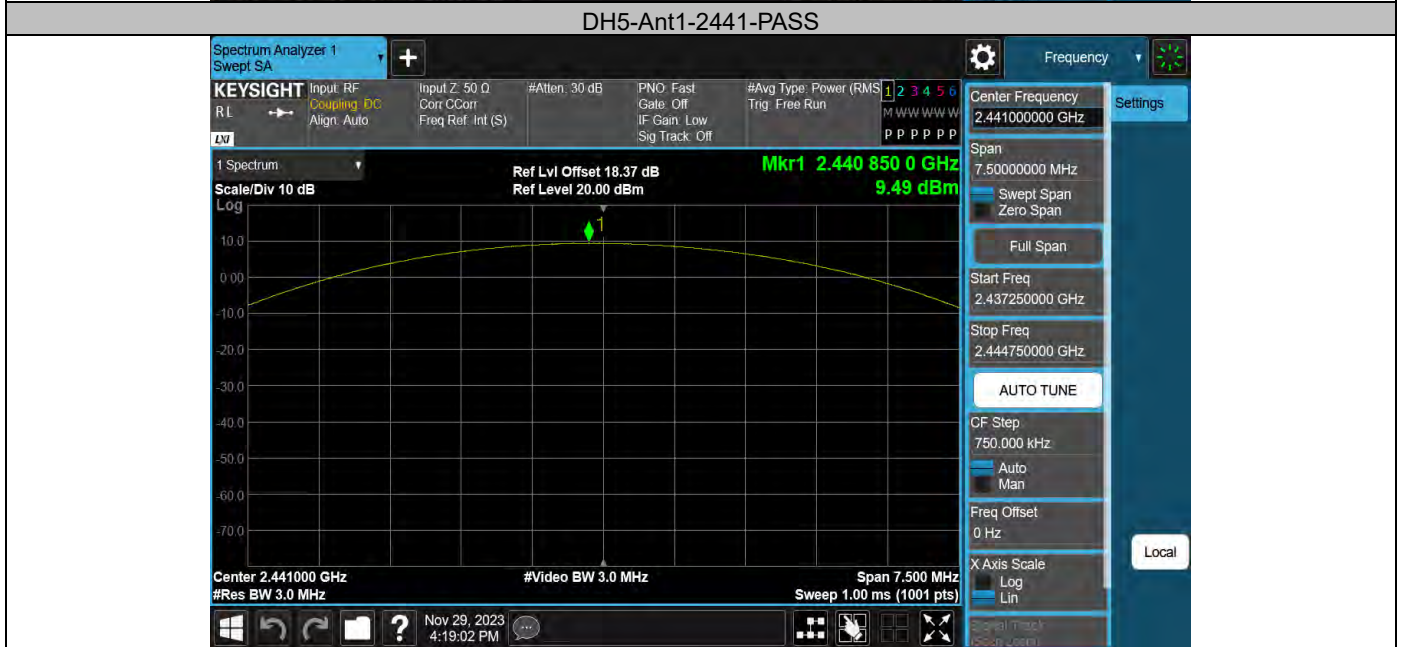 DH5-Ant1-2441-PASS
Spectrum Analyzer 1
Swept SA
Frequency
Settings
KEYSIGHT
RL
LXI
Input: RF
Coupling: DC
Align: Auto
Input Z: 50 Ω
Corr CCorr
Freq Ref: Int (S)
#Atten: 30 dB
PNO: Fast
Gate: Off
IF Gain: Low
Sig Track: Off
#Avg Type: Power (RMS
Trig: Free Run
1 2 3 4 5 6
M W W W W W
P P P P P P
1 Spectrum
Scale/Div 10 dB
Log
Ref Lvl Offset 18.37 dB
Ref Level 20.00 dBm
Mkr1 2.440 850 0 GHz
9.49 dBm
1
10.0
0.00
-10.0
-20.0
-30.0
-40.0
-50.0
-60.0
-70.0
Center 2.441000 GHz
#Res BW 3.0 MHz
#Video BW 3.0 MHz
Span 7.500 MHz
Sweep 1.00 ms (1001 pts)
Nov 29, 2023
4:19:02 PM
Center Frequency
2.441000000 GHz
Span
7.50000000 MHz
Swept Span
Zero Span
Full Span
Start Freq
2.437250000 GHz
Stop Freq
2.444750000 GHz
AUTO TUNE
CF Step
750.000 kHz
Auto
Man
Freq Offset
0 Hz
X Axis Scale
Log
Lin
Signal Track
(Span Zoom)
Local